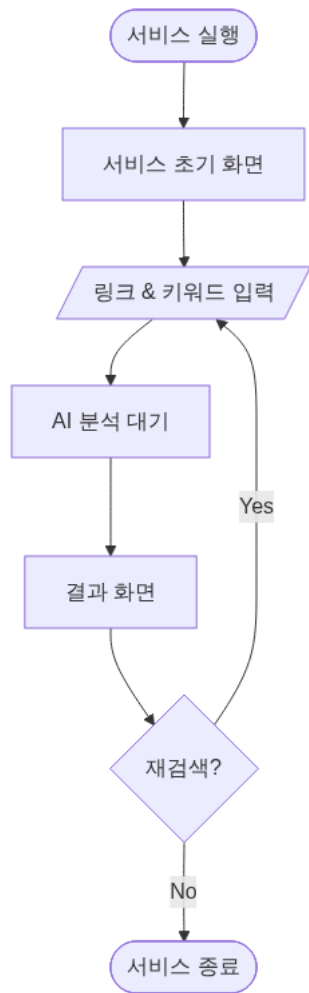 서비스 실행
서비스 초기 화면
링크 & 키워드 입력
AI 분석 대기
Yes
결과 화면
재검색?
No
서비스 종료